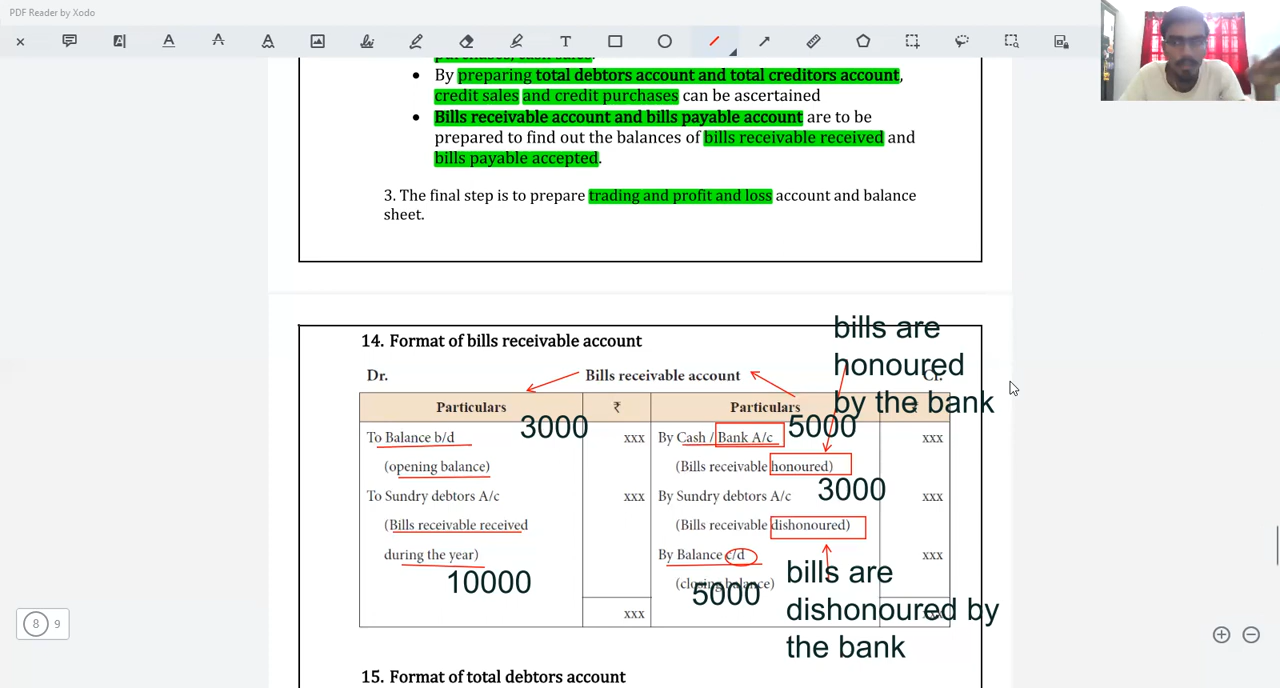 PDF Reader by Xodo
T
purchases, cash sales.
• By preparing total debtors account and total creditors account,
credit sales and credit purchases can be ascertained
• Bills receivable account and bills payable account are to be
prepared to find out the balances of bills receivable received and
bills payable accepted.
3. The final step is to prepare trading and profit and loss account and balance
sheet.
14. Format of bills receivable account
bills are
honoured
by the bank
Dr. Bills receivable account Cr.
Particulars ₹ Particulars ₹
3000 5000
To Balance b/d xxx By Cash / Bank A/c xxx
(opening balance) (Bills receivable honoured)
3000
To Sundry debtors A/c xxx By Sundry debtors A/c xxx
(Bills receivable received (Bills receivable dishonoured)
during the year) By Balance c/d xxx
10000 (closing balance)
5000
bills are
dishonoured by
the bank
xxx xxx
15. Format of total debtors account
8 9